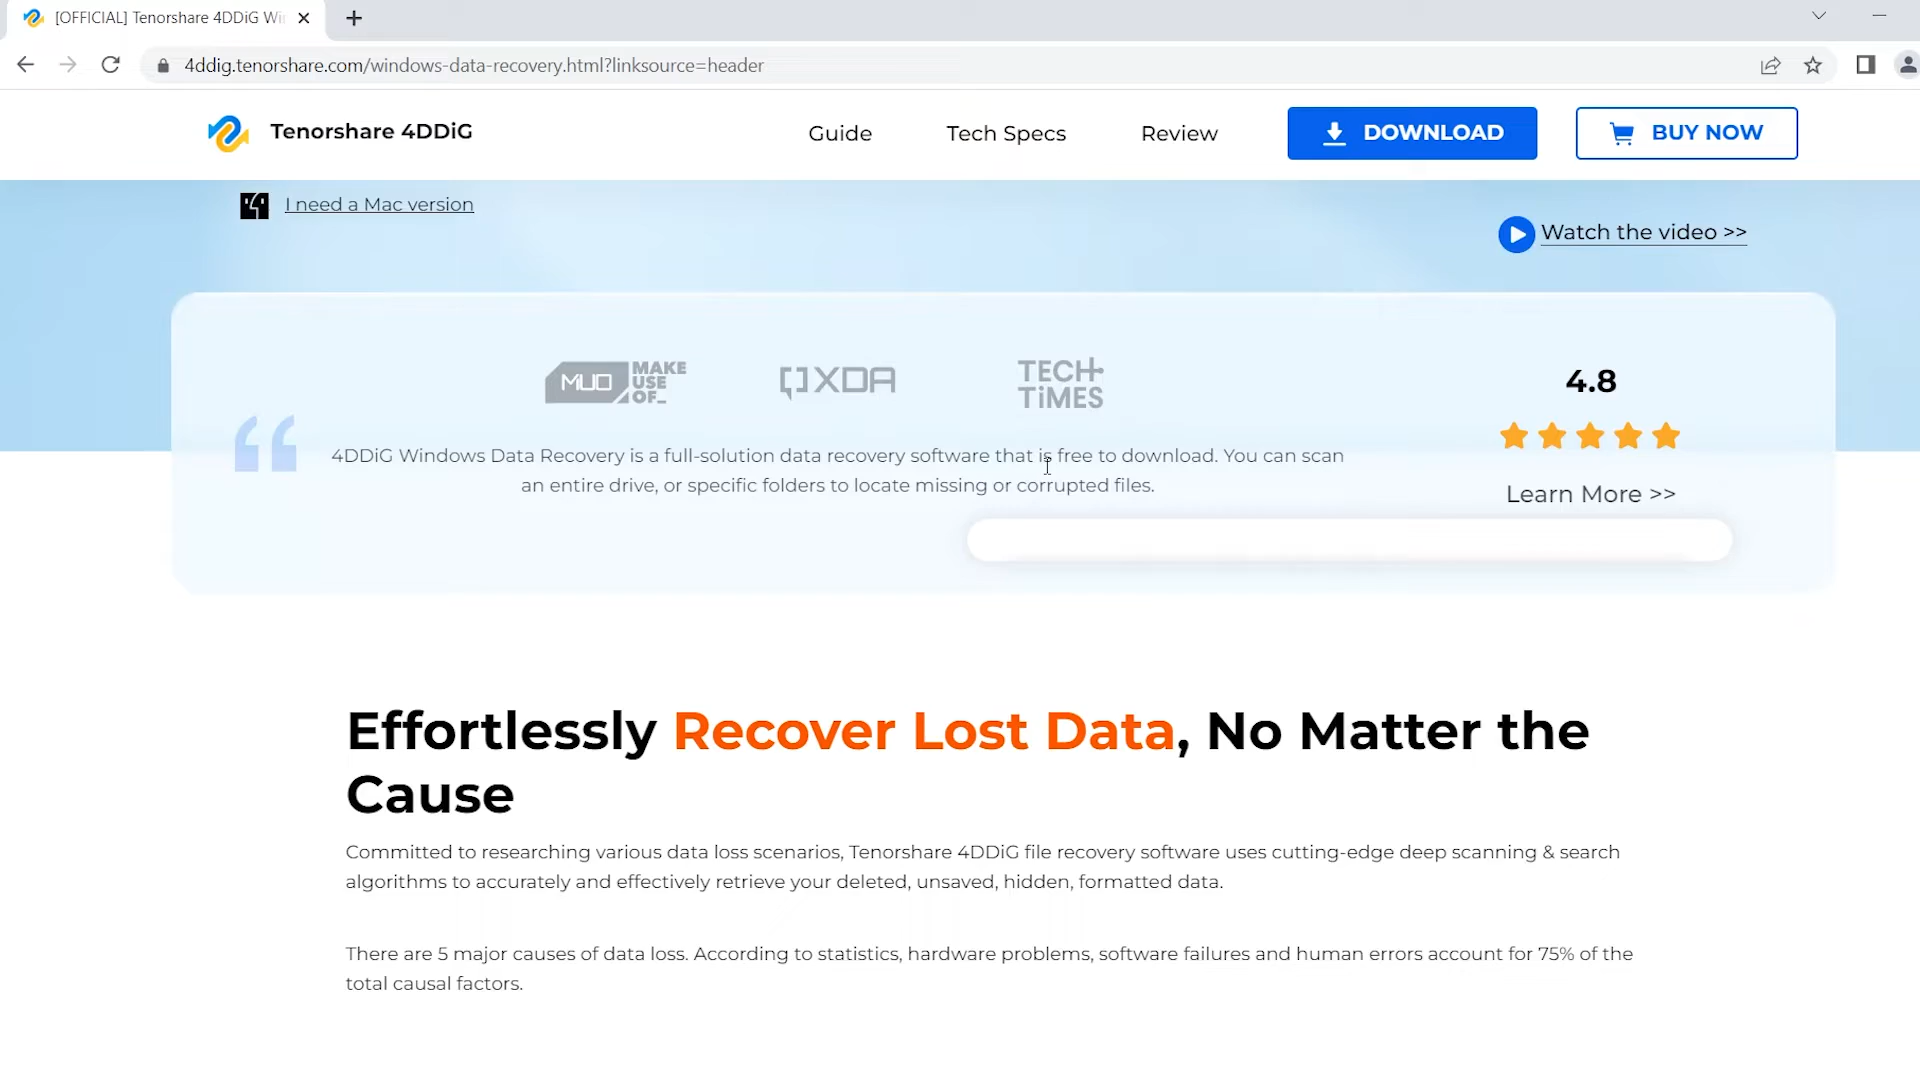 [OFFICIAL] Tenorshare 4DDiG Wi
4ddig.tenorshare.com/windows-data-recovery.html?linksource=header
Tenorshare 4DDiG
Guide
Tech Specs
Review
DOWNLOAD
BUY NOW
I need a Mac version
Watch the video >>
MUO MAKE USE OF_
XDA
TECH TiMES
4.8
4DDiG Windows Data Recovery is a full-solution data recovery software that is free to download. You can scan
an entire drive, or specific folders to locate missing or corrupted files.
Learn More >>
Effortlessly Recover Lost Data, No Matter the
Cause
Committed to researching various data loss scenarios, Tenorshare 4DDiG file recovery software uses cutting-edge deep scanning & search
algorithms to accurately and effectively retrieve your deleted, unsaved, hidden, formatted data.
There are 5 major causes of data loss. According to statistics, hardware problems, software failures and human errors account for 75% of the
total causal factors.